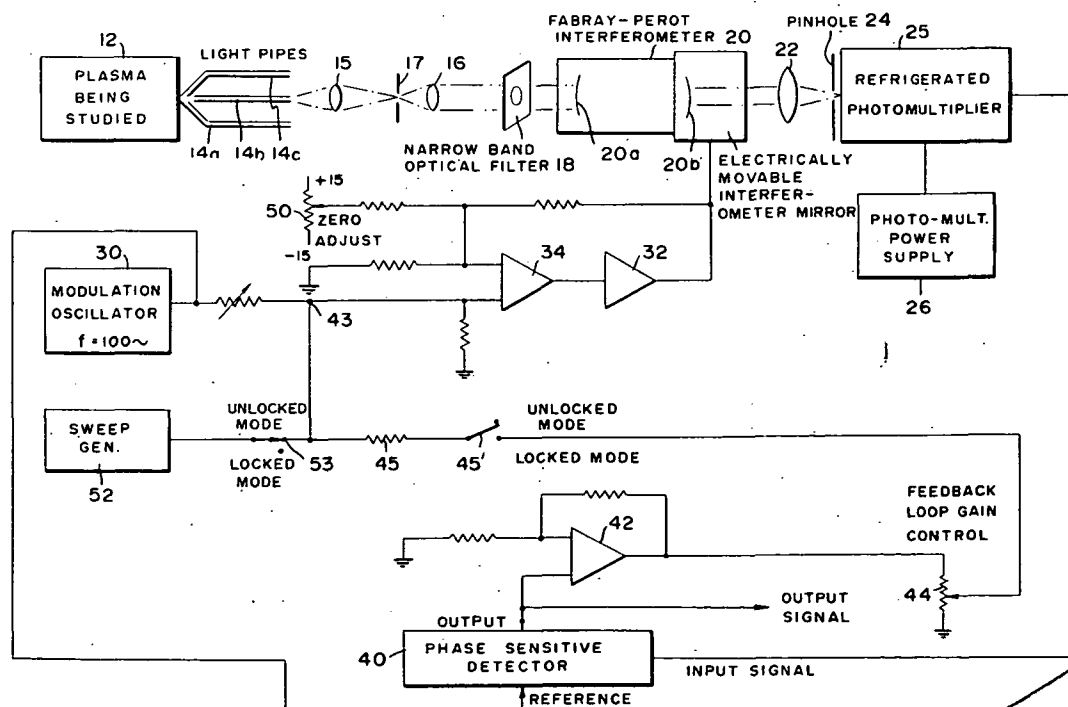 FABRAY-PEROT
INTERFEROMETER 20
PINHOLE 24
12
LIGHT PIPES
15
17
16
22
25
PLASMA
BEING
STUDIED
REFRIGERATED
PHOTOMULTIPLIER
14a
14b
14c
NARROW BAND
OPTICAL FILTER 18
20a
20b
ELECTRICALLY
MOVABLE
INTERFER-
OMETER MIRROR
PHOTO-MULT.
POWER
SUPPLY
26
+15
50
ZERO
ADJUST
-15
30
MODULATION
OSCILLATOR
f = 100~
34
32
43
SWEEP
GEN.
52
UNLOCKED
MODE
LOCKED
MODE
53
45
45'
UNLOCKED
MODE
LOCKED MODE
FEEDBACK
LOOP GAIN
CONTROL
42
44
OUTPUT
SIGNAL
OUTPUT
40
PHASE SENSITIVE
DETECTOR
INPUT SIGNAL
REFERENCE